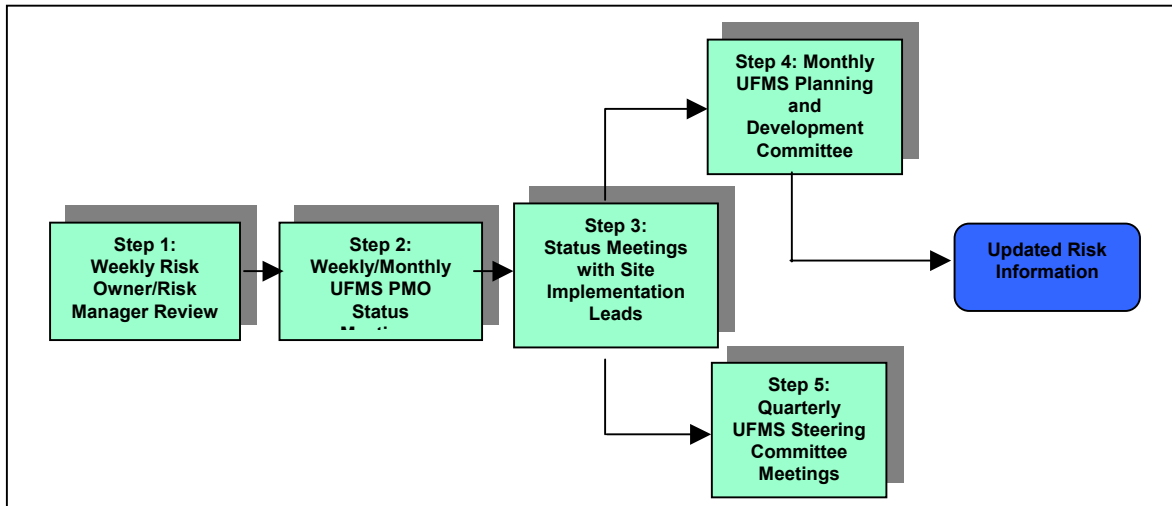 Step 1:
Weekly Risk
Owner/Risk
Manager Review
Step 2:
Weekly/Monthly
UFMS PMO
Status
Step 3:
Status Meetings
with Site
Implementation
Leads
Step 4: Monthly
UFMS Planning
and
Development
Committee
Step 5:
Quarterly
UFMS Steering
Committee
Meetings
Updated Risk
Information